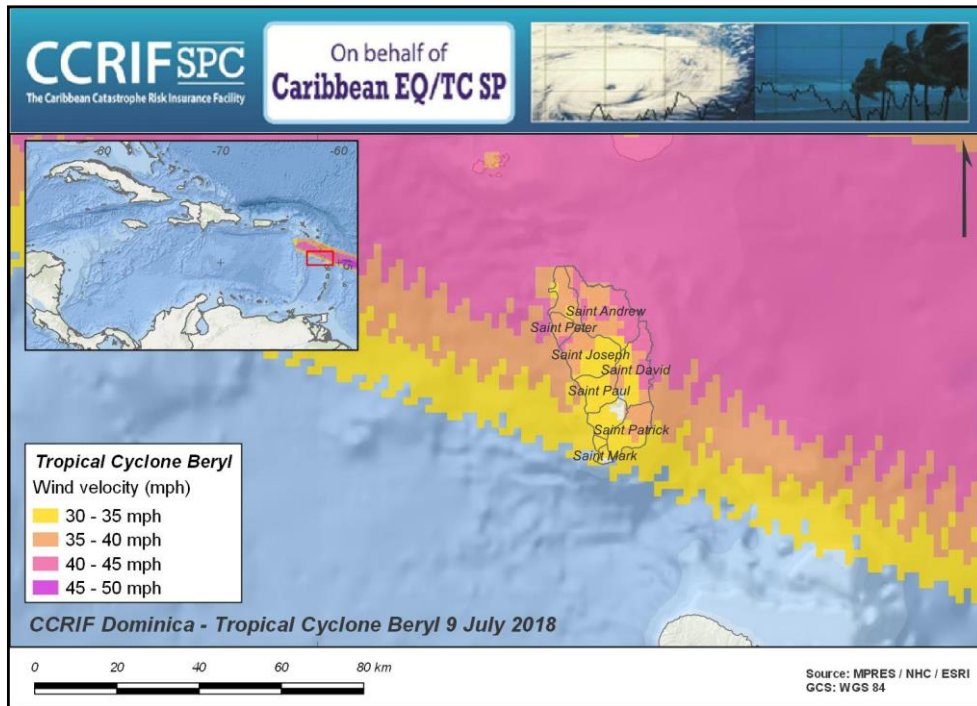 CCRIF SPC
The Caribbean Catastrophe Risk Insurance Facility
On behalf of
Caribbean EQ/TC SP
-80
-70
-60
Saint Andrew
Saint Peter
Saint Joseph
Saint David
Saint Paul
Saint Patrick
Saint Mark
Tropical Cyclone Beryl
Wind velocity (mph)
30 - 35 mph
35 - 40 mph
40 - 45 mph
45 - 50 mph
CCRIF Dominica - Tropical Cyclone Beryl 9 July 2018
0 20 40 60 80 km
Source: MPRES / NHC / ESRI
GCS: WGS 84